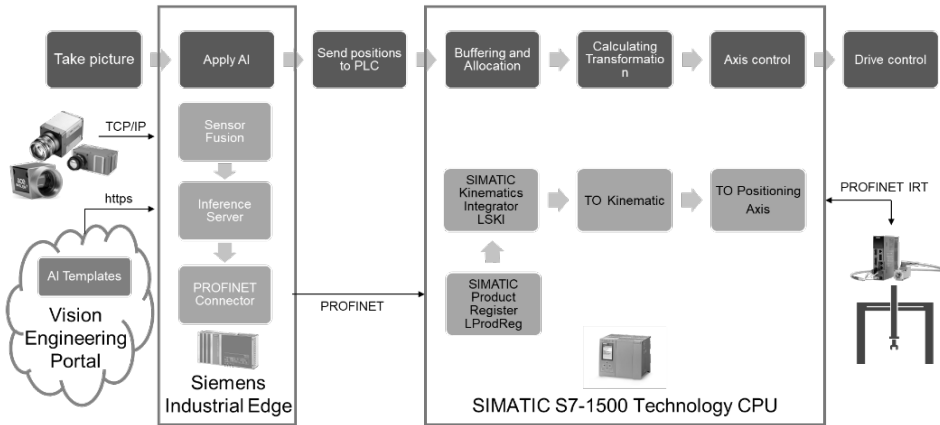 Take picture
Apply AI
Send positions
to PLC
Buffering and
Allocation
Calculating
Transformatio
n
Axis control
Drive control
TCP/IP
Sensor
Fusion
https
Inference
Server
AI Templates
Vision
Engineering
Portal
PROFINET
Connector
PROFINET
SIMATIC
Kinematics
Integrator
LSKI
TO Kinematic
TO Positioning
Axis
PROFINET IRT
SIMATIC
Product
Register
LProdReg
Siemens
Industrial Edge
SIMATIC S7-1500 Technology CPU